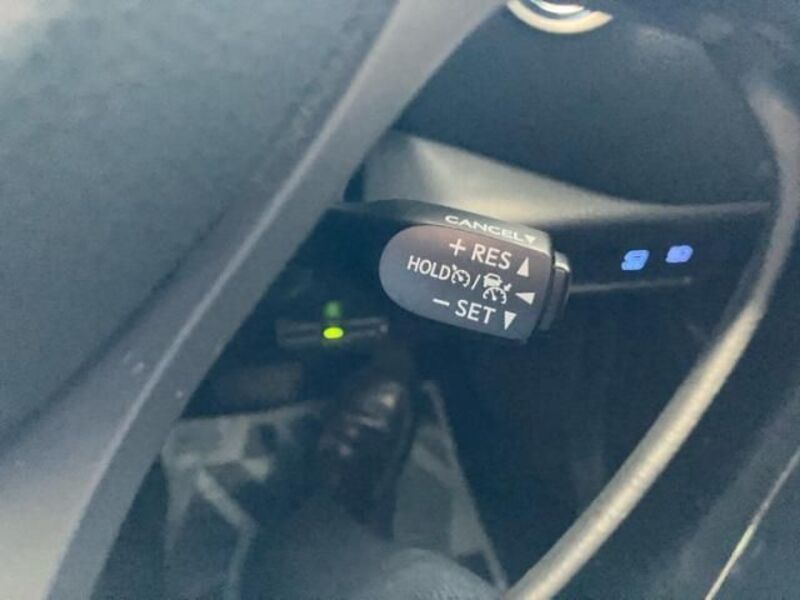 CANCEL▼
+ RES ▲
HOLD / ◀
− SET ▼